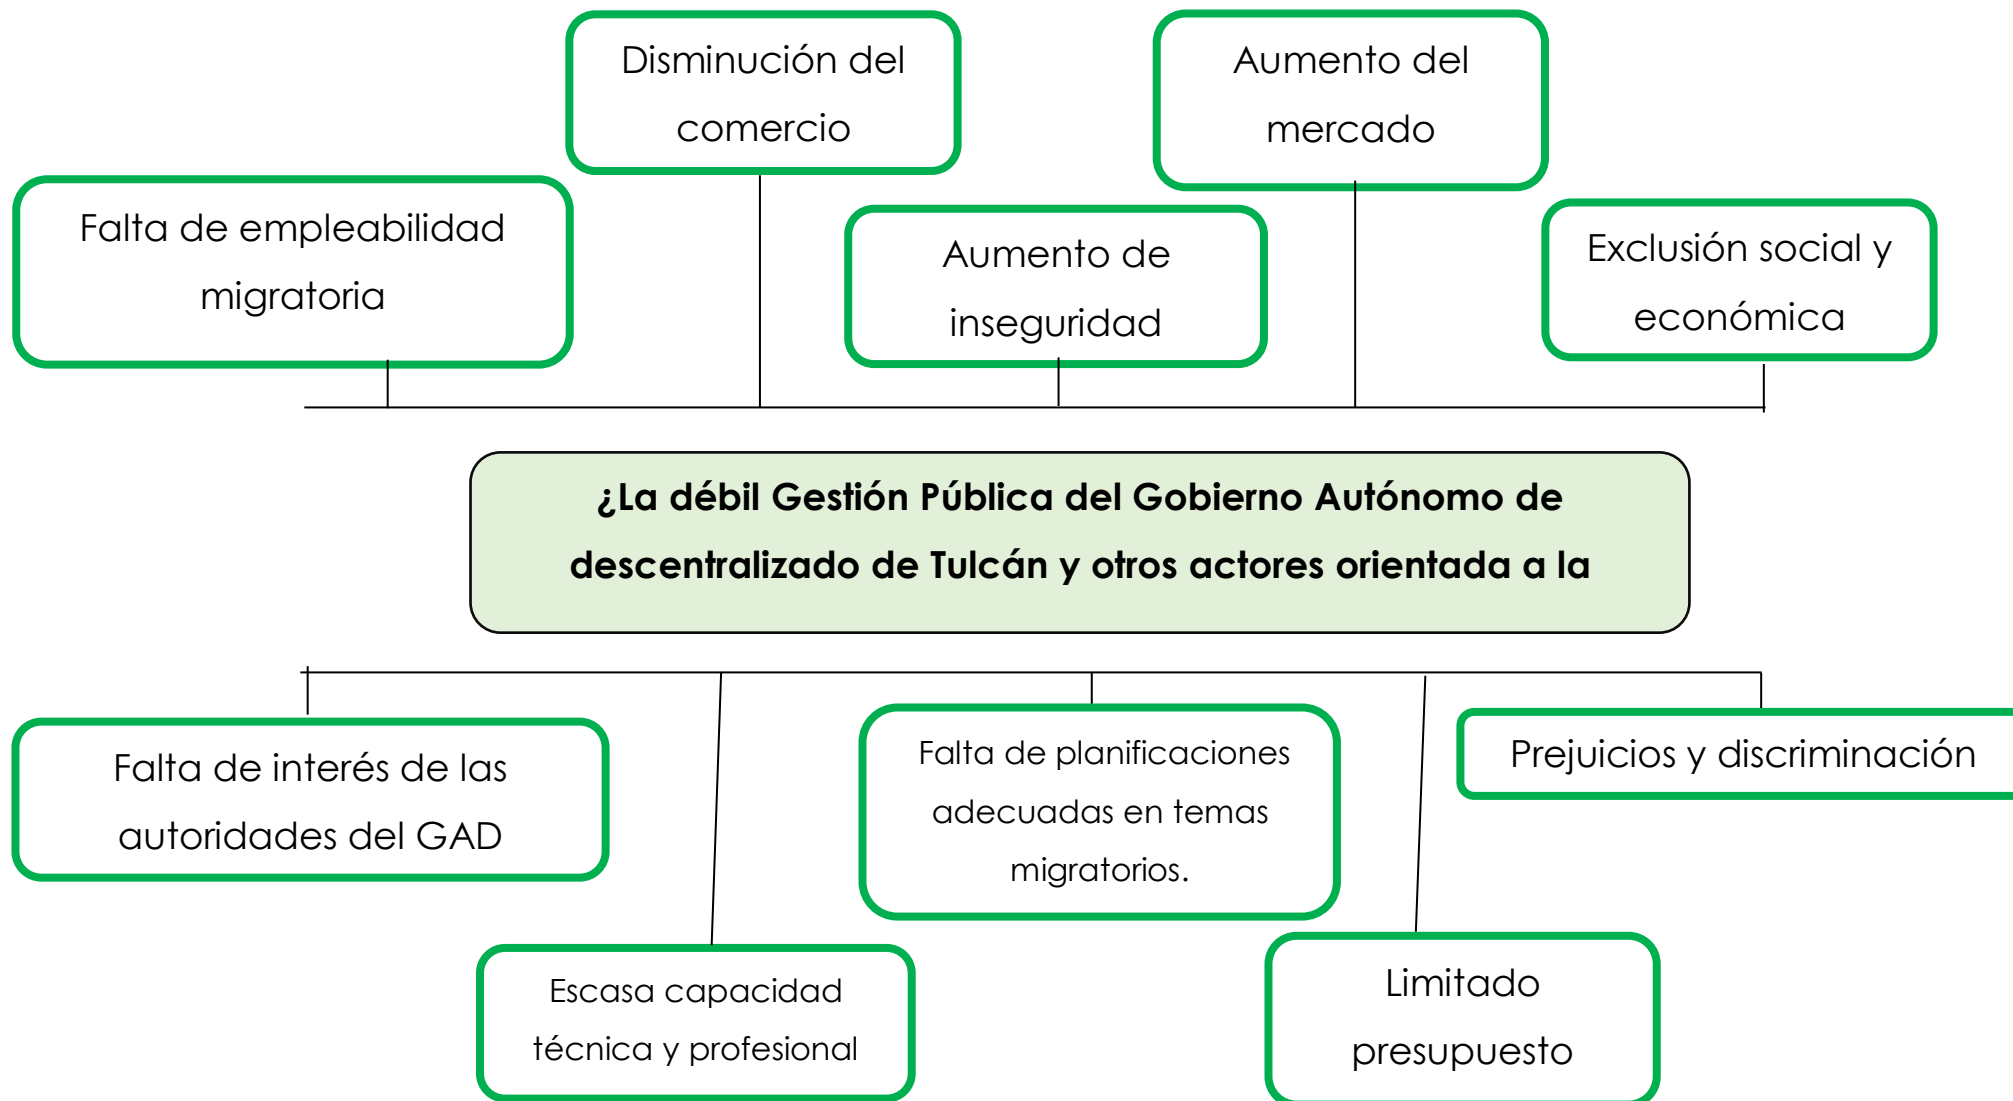 Disminución del
comercio
Aumento del
mercado
Falta de empleabilidad
migratoria
Aumento de
inseguridad
Exclusión social y
económica
¿La débil Gestión Pública del Gobierno Autónomo de
descentralizado de Tulcán y otros actores orientada a la
Falta de interés de las
autoridades del GAD
Falta de planificaciones
adecuadas en temas
migratorios.
Prejuicios y discriminación
Escasa capacidad
técnica y profesional
Limitado
presupuesto